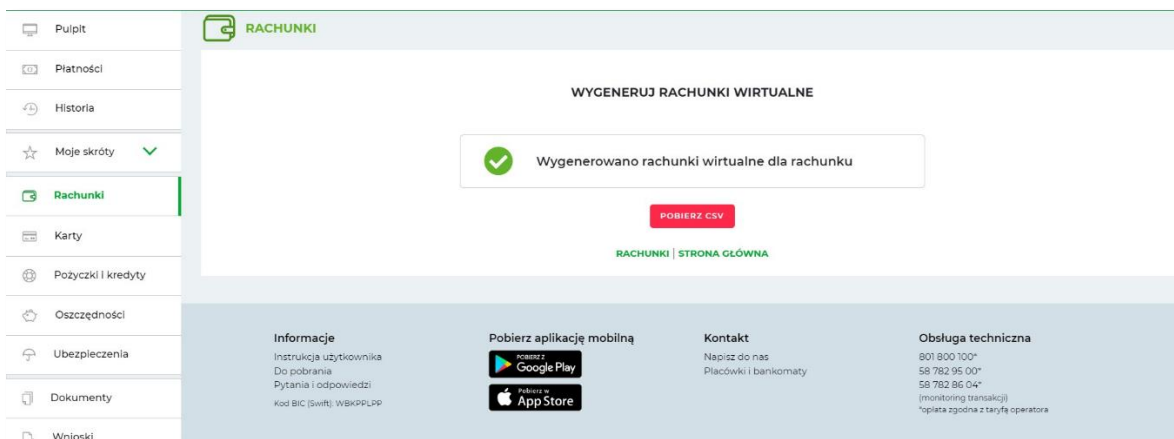 Pulpit
Płatności
Historia
Moje skróty
Rachunki
Karty
Pożyczki i kredyty
Oszczędności
Ubezpieczenia
Dokumenty
Wnioski
RACHUNKI
WYGENERUJ RACHUNKI WIRTUALNE
Wygenerowano rachunki wirtualne dla rachunku
POBIERZ CSV
RACHUNKI | STRONA GŁÓWNA
Informacje
Instrukcja użytkownika
Do pobrania
Pytania i odpowiedzi
Kod BIC (Swift): WBKPPLPP
Pobierz aplikację mobilną
POBIERZ Z
Google Play
Pobierz w
App Store
Kontakt
Napisz do nas
Placówki i bankomaty
Obsługa techniczna
801 800 100*
58 782 95 00*
58 782 86 04*
(monitoring transakcji)
*opłata zgodna z taryfą operatora